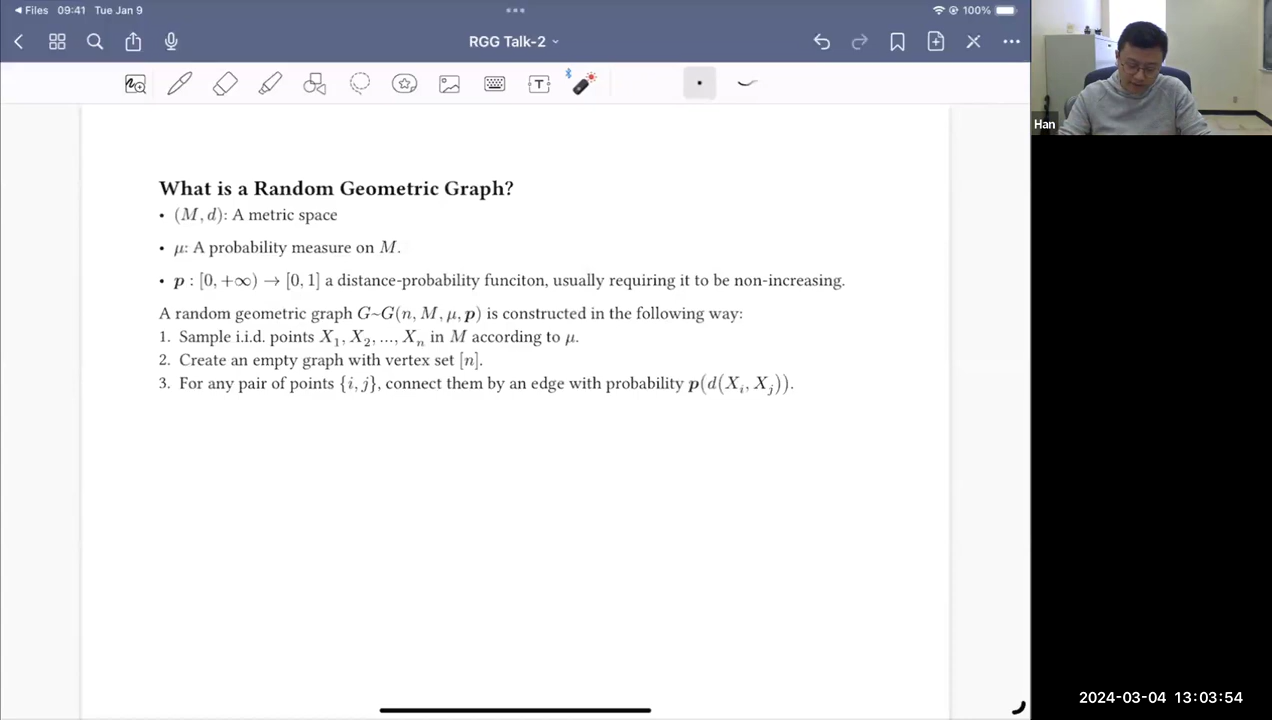 Files 09:41 Tue Jan 9
100%
RGG Talk-2
T
Han
What is a Random Geometric Graph?
• (M, d): A metric space
• μ: A probability measure on M.
• p : [0, +∞) → [0, 1] a distance-probability funciton, usually requiring it to be non-increasing.
A random geometric graph G~G(n, M, μ, p) is constructed in the following way:
1. Sample i.i.d. points X₁, X₂, ..., Xₙ in M according to μ.
2. Create an empty graph with vertex set [n].
3. For any pair of points {i, j}, connect them by an edge with probability p(d(Xᵢ, Xⱼ)).
2024-03-04 13:03:54